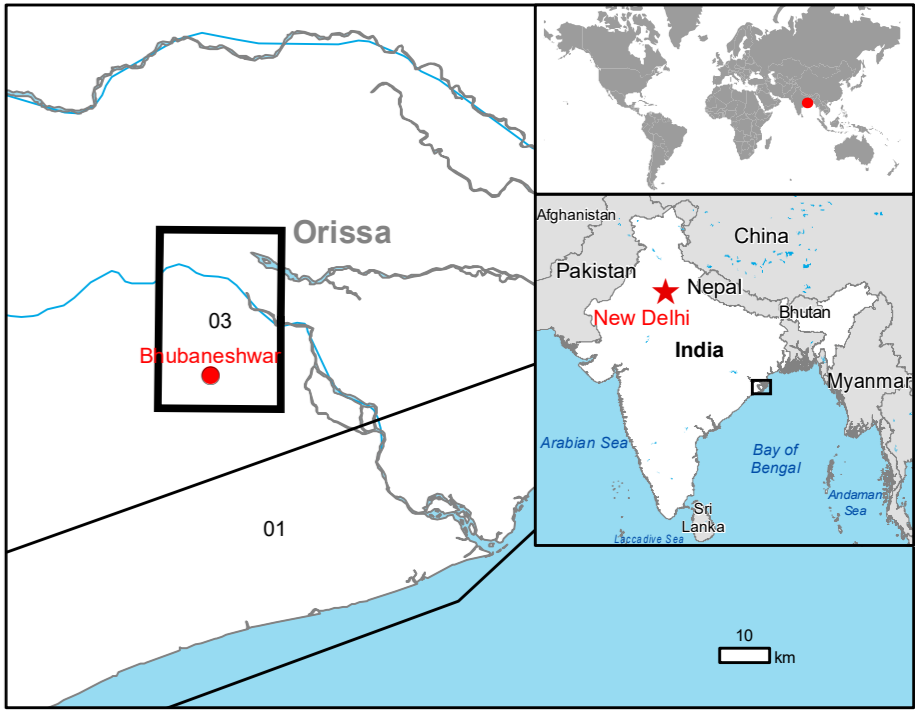 Orissa
03
Bhubaneshwar
01
Afghanistan
China
Pakistan
Nepal
New Delhi
Bhutan
India
Myanmar
Arabian Sea
Bay of
Bengal
Andaman
Sea
Sri
Lanka
Laccadive Sea
10
km